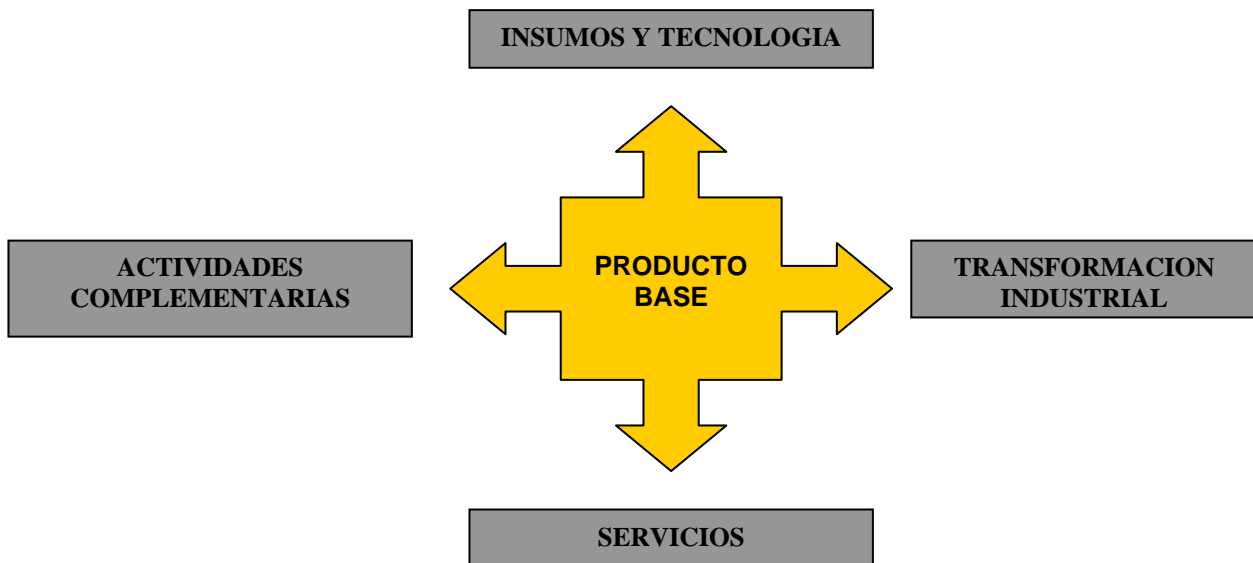 INSUMOS Y TECNOLOGIA
ACTIVIDADES
COMPLEMENTARIAS
PRODUCTO
BASE
TRANSFORMACION
INDUSTRIAL
SERVICIOS